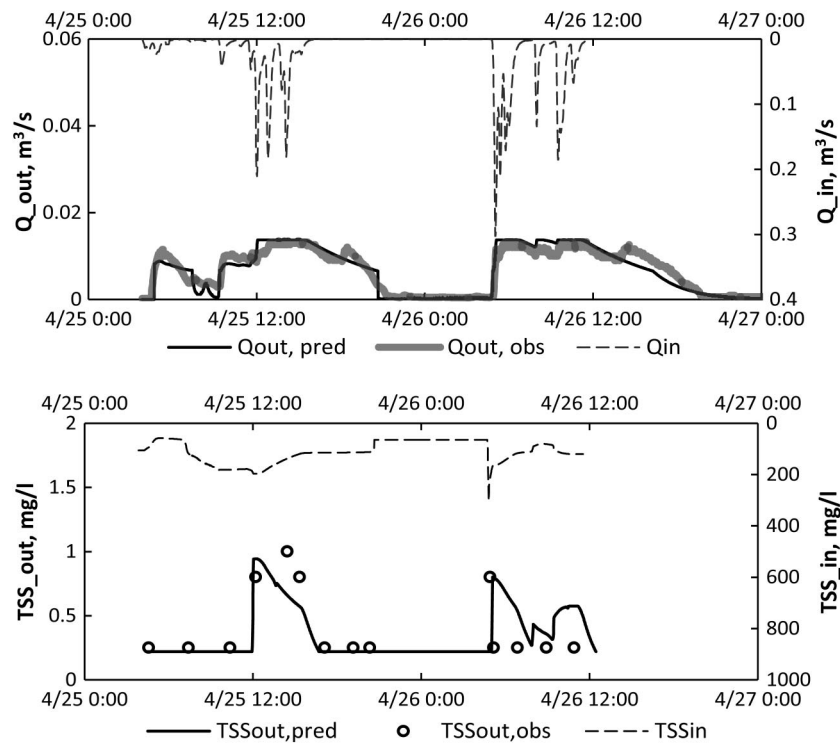 4/25 0:00 4/25 12:00 4/26 0:00 4/26 12:00 4/27 0:00
0.06 0
0.04 0.1
0.02 0.2
0 0.3
0.4
Q_out, m³/s
Q_in, m³/s
4/25 0:00 4/25 12:00 4/26 0:00 4/26 12:00 4/27 0:00
Qout, pred Qout, obs Qin
4/25 0:00 4/25 12:00 4/26 0:00 4/26 12:00 4/27 0:00
2 0
1.5 200
1 400
0.5 600
0 800
1000
TSS_out, mg/l
TSS_in, mg/l
4/25 0:00 4/25 12:00 4/26 0:00 4/26 12:00 4/27 0:00
TSSout,pred TSSout,obs TSSin